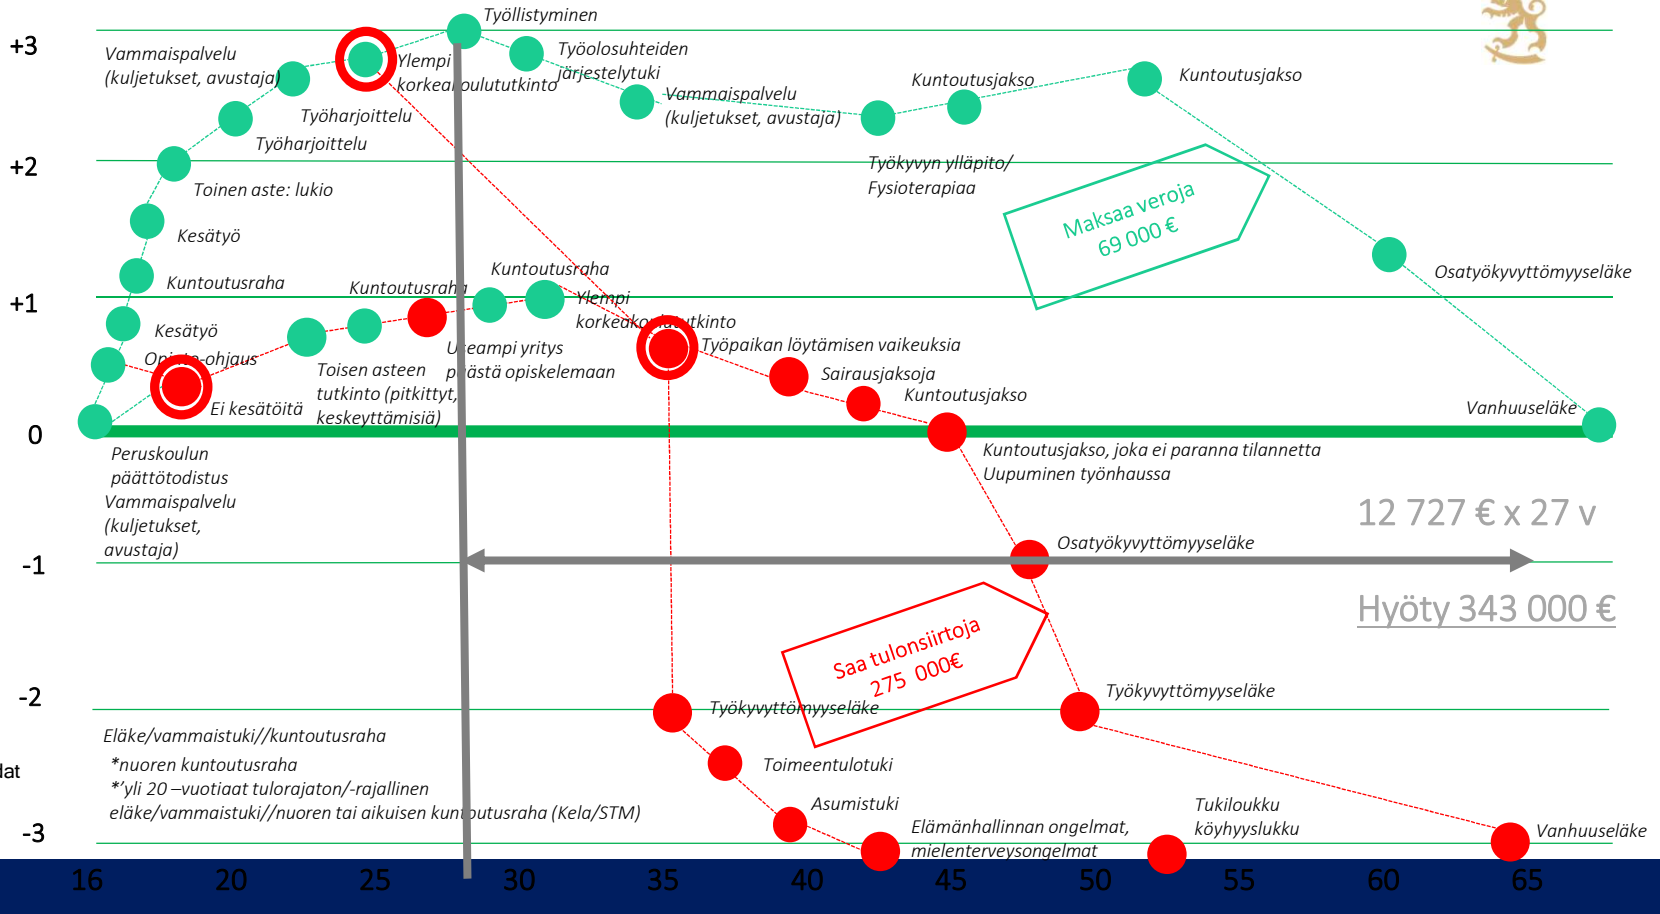 +3
+2
+1
0
-1
-2
-3
Työllistyminen
Vammaispalvelu
(kuljetukset, avustaja)
Ylempi
korkeakoulututkinto
Työolosuhteiden
järjestelytuki
Vammaispalvelu
(kuljetukset, avustaja)
Kuntoutusjakso
Kuntoutusjakso
Työharjoittelu
Työharjoittelu
Toinen aste: lukio
Työkyvyn ylläpito/
Fysioterapiaa
Maksaa veroja
69 000 €
Kesätyö
Kuntoutusraha
Kuntoutusraha
Kuntoutusraha
Ylempi
korkeakoulututkinto
Osatyökyvyttömyyseläke
Kesätyö
Opinto-ohjaus
Useampi yritys
päästä opiskelemaan
Työpaikan löytämisen vaikeuksia
Toisen asteen
tutkinto (pitkittyt,
keskeyttämisiä)
Sairausjaksoja
Kuntoutusjakso
Ei kesätöitä
Vanhuuseläke
Peruskoulun
päättötodistus
Vammaispalvelu
(kuljetukset,
avustaja)
Kuntoutusjakso, joka ei paranna tilannetta
Uupuminen työnhaussa
12 727 € x 27 v
Osatyökyvyttömyyseläke
Hyöty 343 000 €
Saa tulonsiirtoja
275  000€
Työkyvyttömyyseläke
Työkyvyttömyyseläke
Eläke/vammaistuki//kuntoutusraha
*nuoren kuntoutusraha
*’yli 20 –vuotiaat tulorajaton/-rajallinen
eläke/vammaistuki//nuoren tai aikuisen kuntoutusraha (Kela/STM)
dat
Toimeentulotuki
Asumistuki
Elämänhallinnan ongelmat,
mielenterveysongelmat
Tukiloukku
köyhyyslukku
Vanhuuseläke
16 20 25 30 35 40 45 50 55 60 65